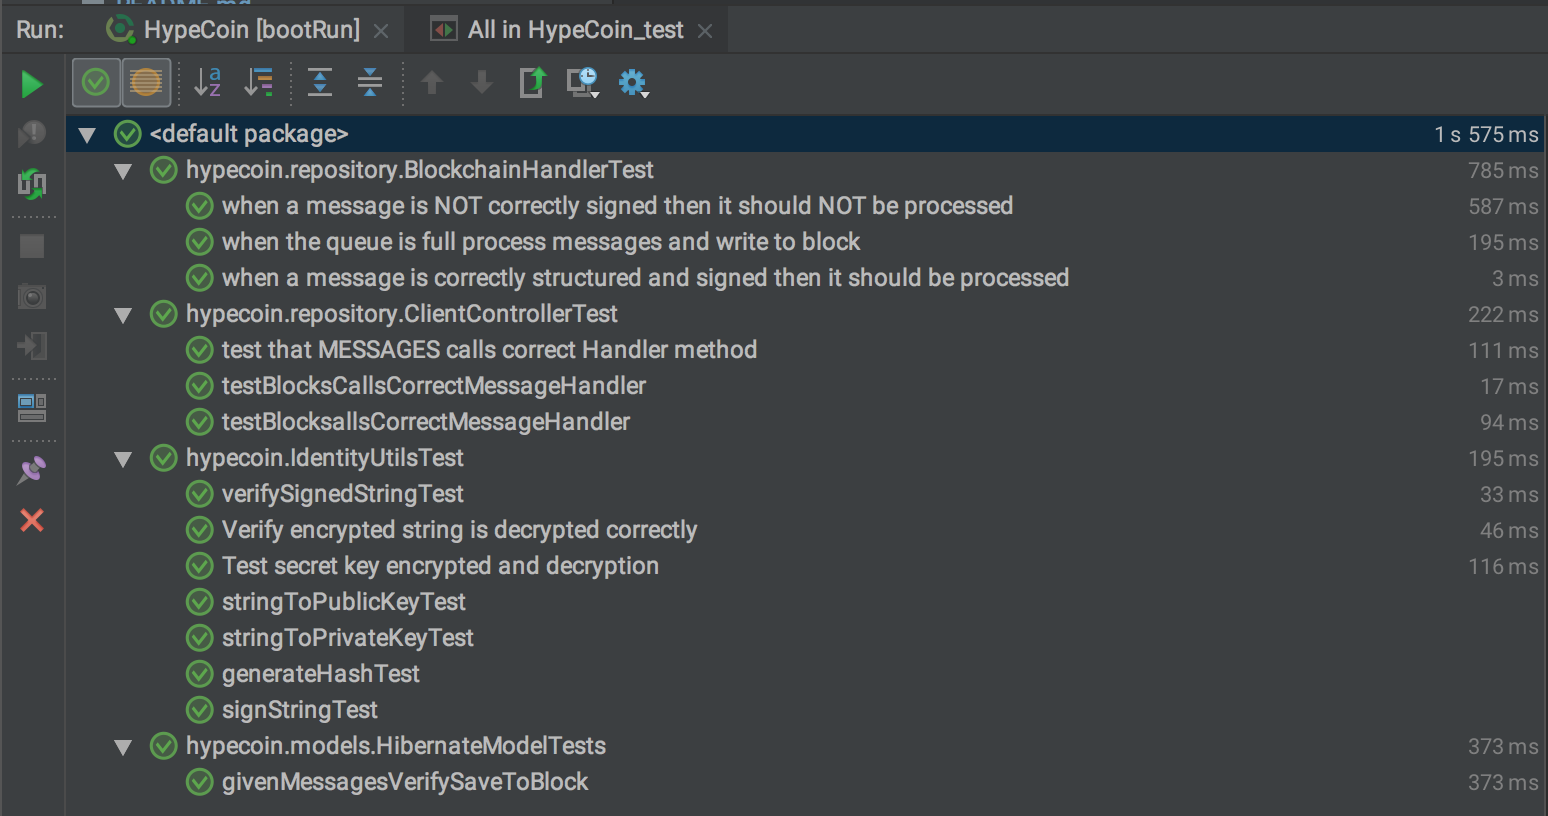 README.md
Run: HypeCoin [bootRun] All in HypeCoin_test
<default package> 1 s 575 ms
hypecoin.repository.BlockchainHandlerTest 785 ms
when a message is NOT correctly signed then it should NOT be processed 587 ms
when the queue is full process messages and write to block 195 ms
when a message is correctly structured and signed then it should be processed 3 ms
hypecoin.repository.ClientControllerTest 222 ms
test that MESSAGES calls correct Handler method 111 ms
testBlocksCallsCorrectMessageHandler 17 ms
testBlocksallsCorrectMessageHandler 94 ms
hypecoin.IdentityUtilsTest 195 ms
verifySignedStringTest 33 ms
Verify encrypted string is decrypted correctly 46 ms
Test secret key encrypted and decryption 116 ms
stringToPublicKeyTest
stringToPrivateKeyTest
generateHashTest
signStringTest
hypecoin.models.HibernateModelTests 373 ms
givenMessagesVerifySaveToBlock 373 ms